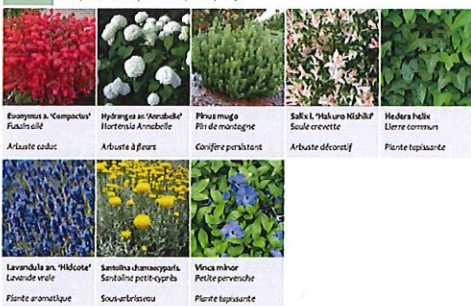 Euonymus a. 'Compactus'
Fusain ailé
Arbuste caduc
Hydrangea ar. 'Annabelle'
Hortensia Annabelle
Arbuste à fleurs
Pinus mugo
Pin de montagne
Conifère persistant
Salix i. 'Hakuro Nishiki'
Saule crevette
Arbuste décoratif
Hedera helix
Lierre commun
Plante tapissante
Lavandula an. 'Hidcote'
Lavande vraie
Plante aromatique
Santolina chamaecyparis.
Santoline petit-cyprès
Sous-arbrisseau
Vinca minor
Petite pervenche
Plante tapissante